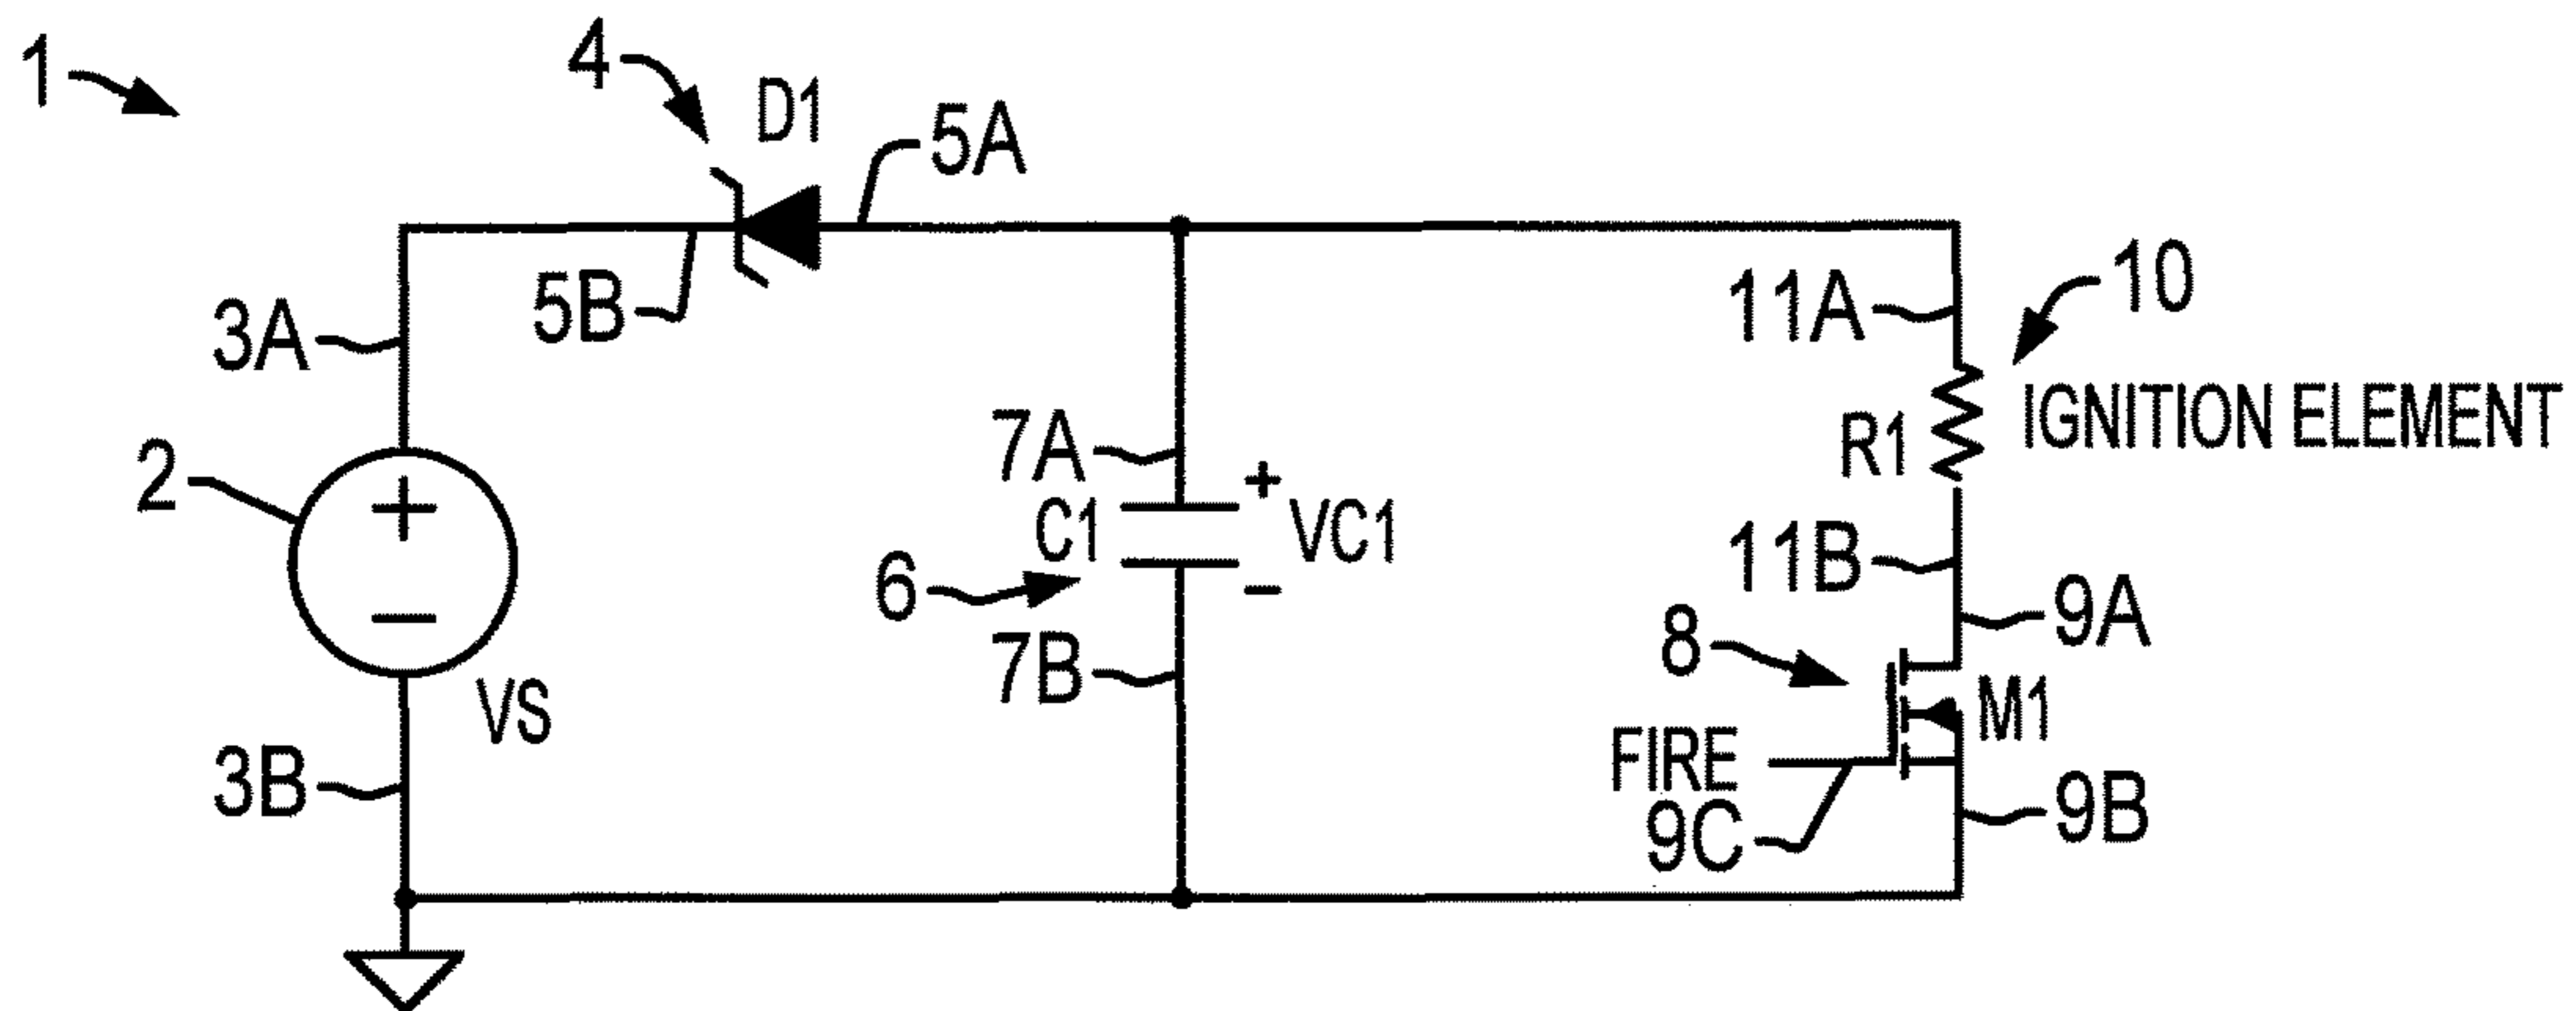 1
4
D1
5A
5B
3A
2
+
−
VS
3B
7A
C1
+
VC1
−
6
7B
11A
10
R1
IGNITION ELEMENT
11B
9A
8
M1
FIRE
9C
9B